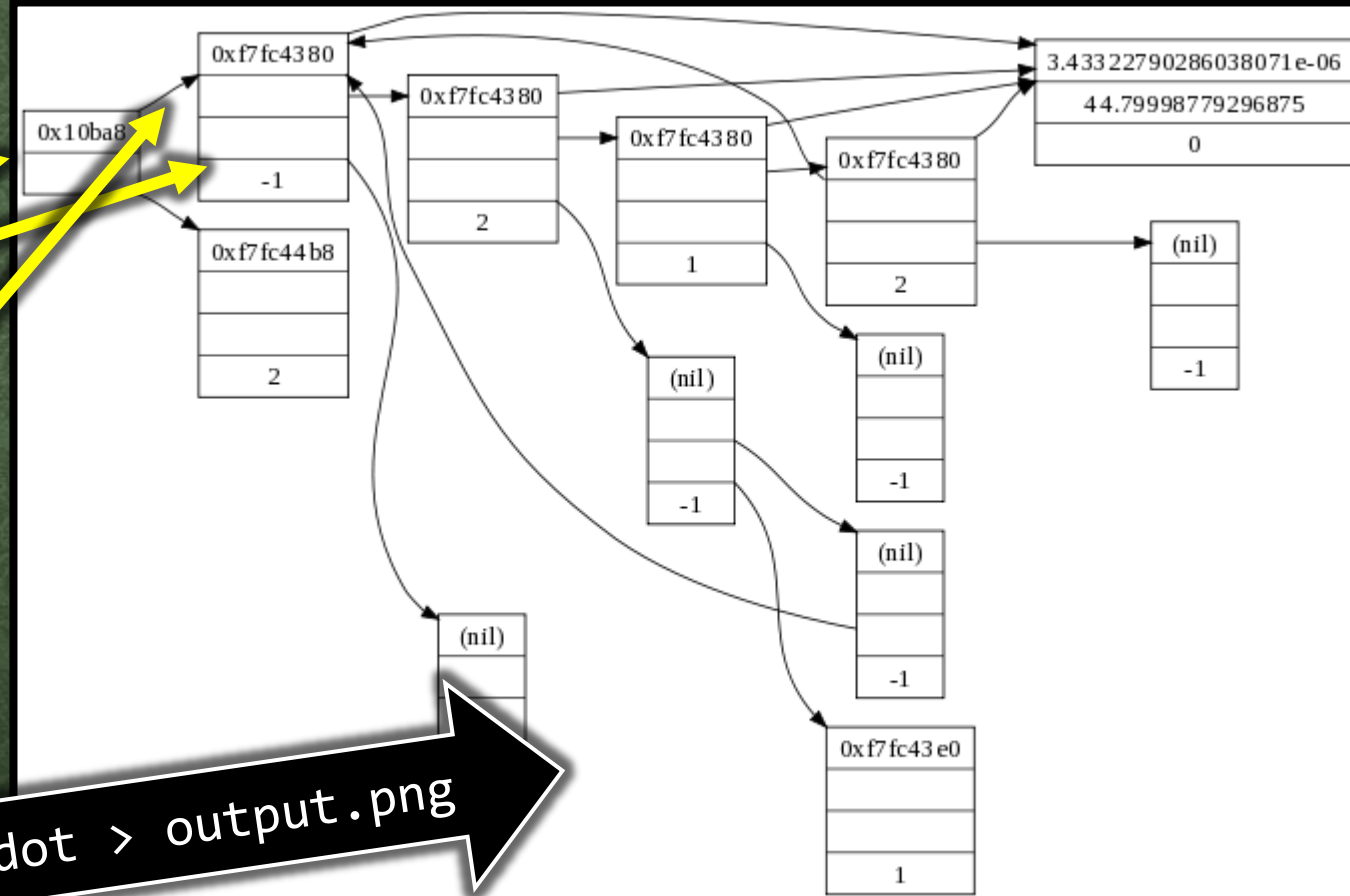 0x10ba8
0xf7fc4380
-1
0xf7fc44b8
2
0xf7fc4380
2
0xf7fc4380
1
0xf7fc4380
2
3.433227790286038071e-06
44.79998779296875
0
(nil)
-1
(nil)
-1
(nil)
-1
(nil)
-1
(nil)
0xf7fc43e0
1
dot > output.png